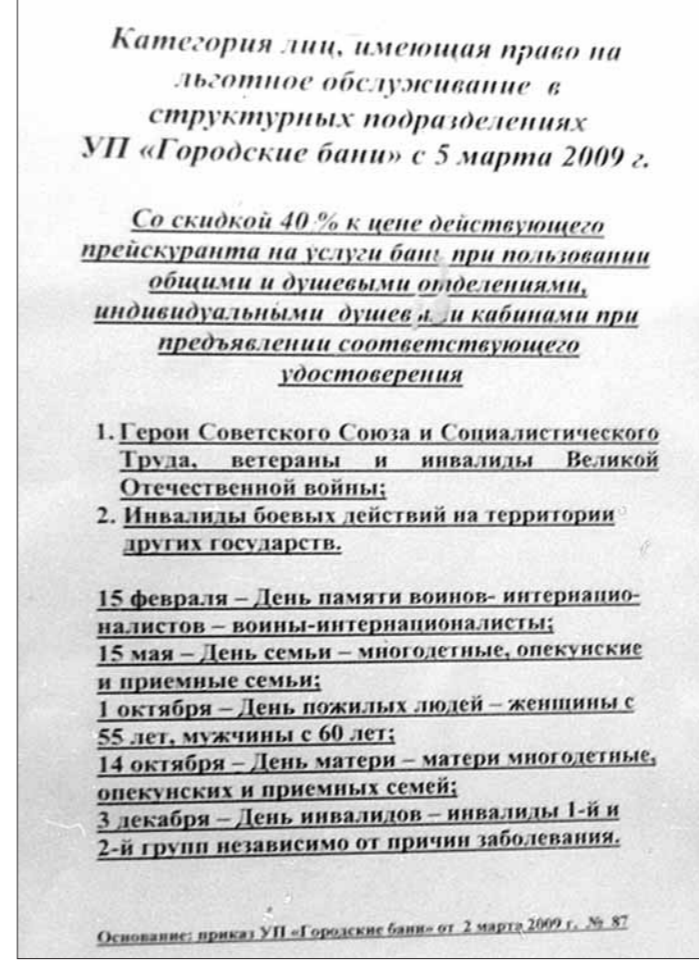 Категория лиц, имеющая право на
льготное обслуживание в
структурных подразделениях
УП «Городские бани» с 5 марта 2009 г.
Со скидкой 40 % к цене действующего
прейскуранта на услуги бань при пользовании
общими и душевыми отделениями,
индивидуальными душевыми кабинами при
предъявлении соответствующего
удостоверения
1. Герои Советского Союза и Социалистического
Труда, ветераны и инвалиды Великой
Отечественной войны;
2. Инвалиды боевых действий на территории
других государств.
15 февраля – День памяти воинов- интернацио-
налистов – воины-интернационалисты;
15 мая – День семьи – многодетные, опекунские
и приемные семьи;
1 октября – День пожилых людей – женщины с
55 лет, мужчины с 60 лет;
14 октября – День матери – матери многодетные,
опекунских и приемных семей;
3 декабря – День инвалидов – инвалиды 1-й и
2-й групп независимо от причин заболевания.
Основание: приказ УП «Городские бани» от 2 марта 2009 г. № 87